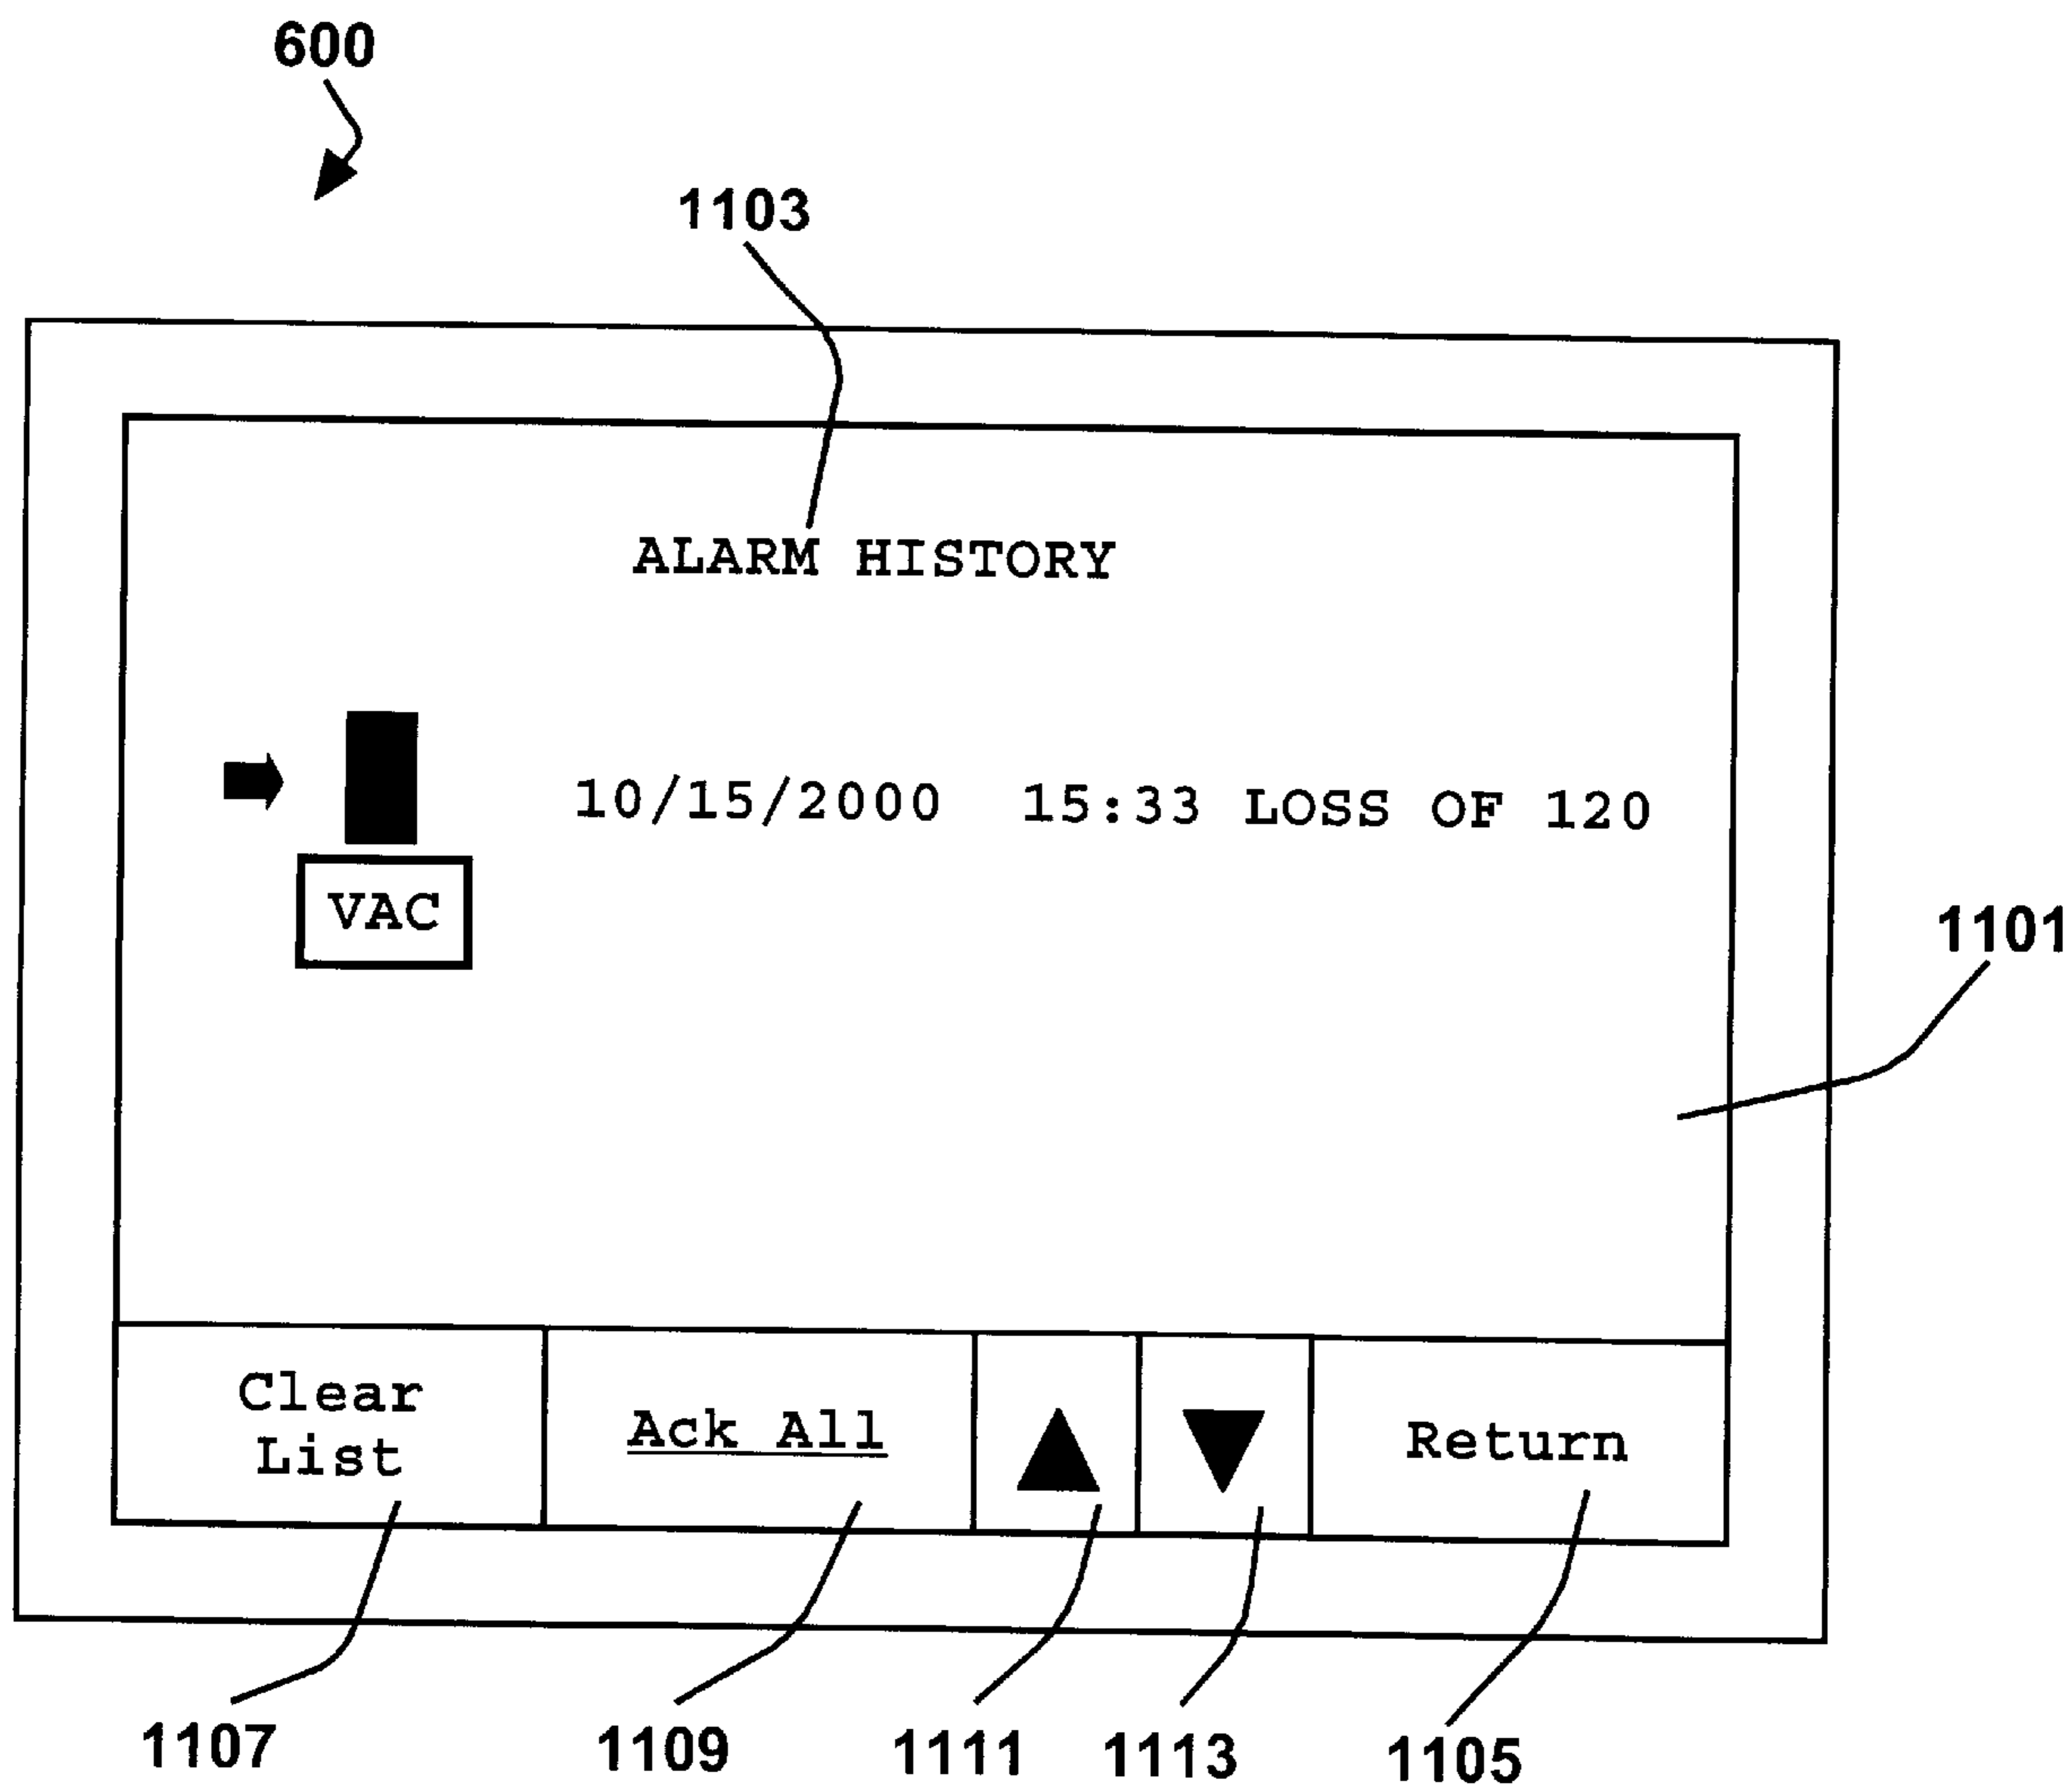 600
1103
ALARM HISTORY
10/15/2000 15:33 LOSS OF 120
VAC
1101
Clear
List
Ack All
Return
1107
1109
1111
1113
1105